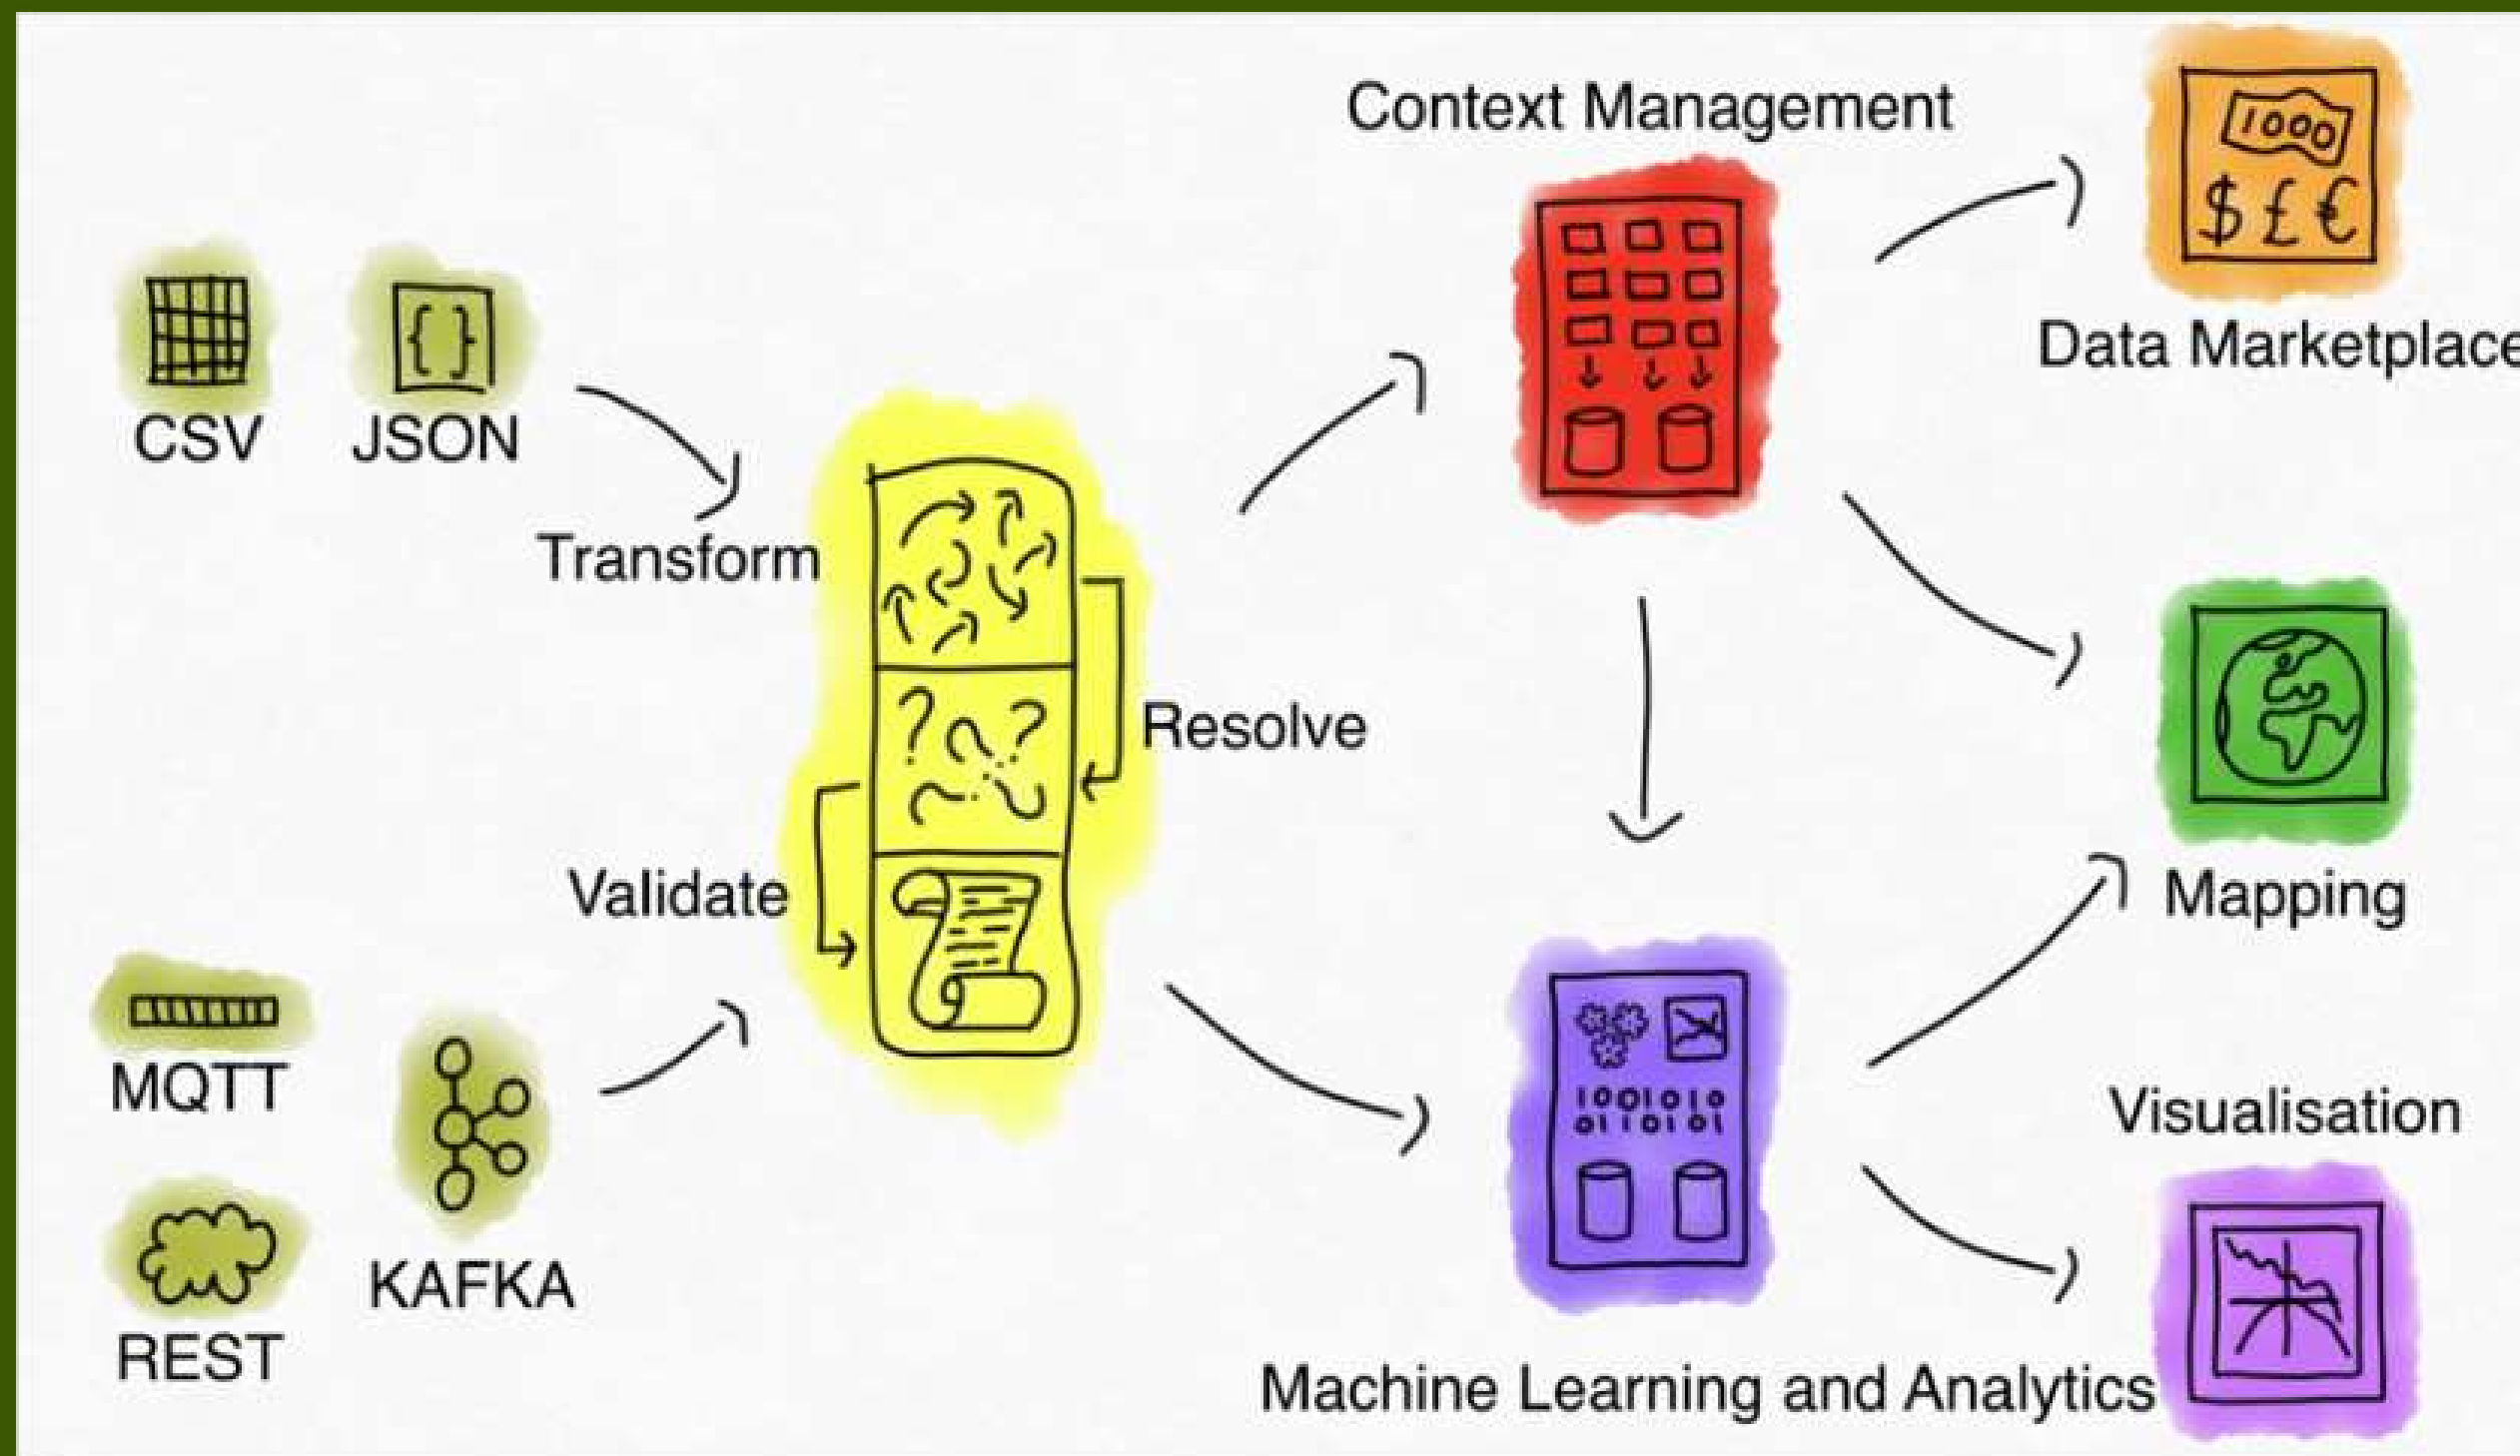 Context Management
1000
$ £ €
Data Marketplace
{ }
CSV
JSON
Transform
? ? ?
? ?
Resolve
Validate
Mapping
MQTT
KAFKA
REST
1001010
0110101
Visualisation
Machine Learning and Analytics